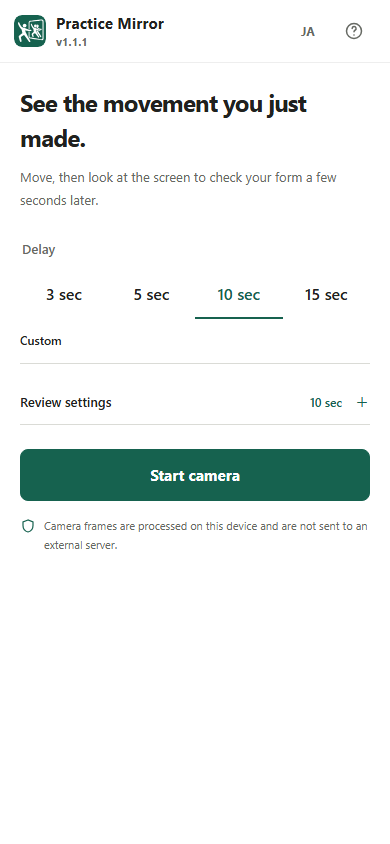 Practice Mirror
v1.1.1
JA
See the movement you just
made.
Move, then look at the screen to check your form a few
seconds later.
Delay
3 sec
5 sec
10 sec
15 sec
Custom
Review settings
10 sec
Start camera
Camera frames are processed on this device and are not sent to an
external server.